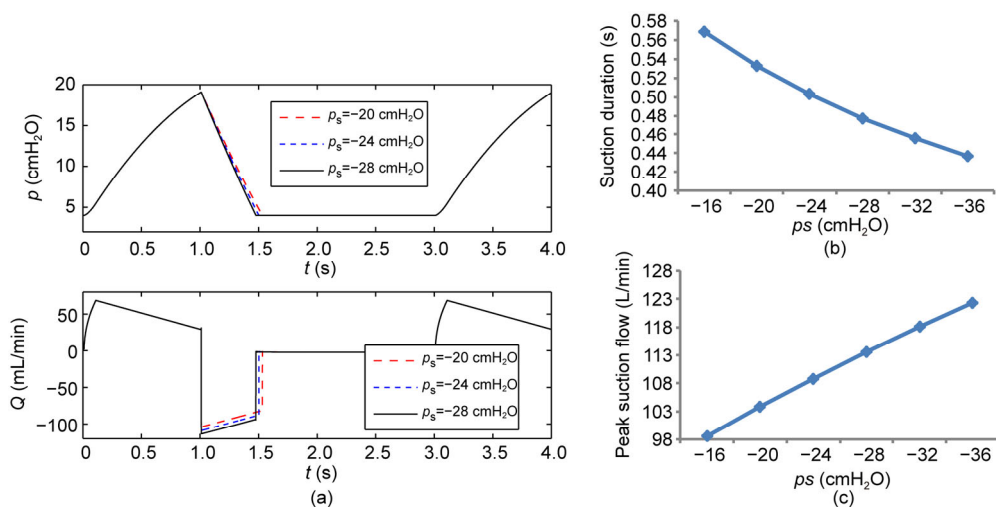 20
15
10
5
p (cmH₂O)
pₛ=−20 cmH₂O
pₛ=−24 cmH₂O
pₛ=−28 cmH₂O
0 0.5 1.0 1.5 2.0 2.5 3.0 3.5 4.0
t (s)
50
0
−50
−100
Q (mL/min)
pₛ=−20 cmH₂O
pₛ=−24 cmH₂O
pₛ=−28 cmH₂O
0 0.5 1.0 1.5 2.0 2.5 3.0 3.5 4.0
t (s)
(a)
0.58
0.56
0.54
0.52
0.50
0.48
0.46
0.44
0.42
0.40
Suction duration (s)
−16 −20 −24 −28 −32 −36
ps (cmH₂O)
(b)
128
123
118
113
108
103
98
Peak suction flow (L/min)
−16 −20 −24 −28 −32 −36
ps (cmH₂O)
(c)